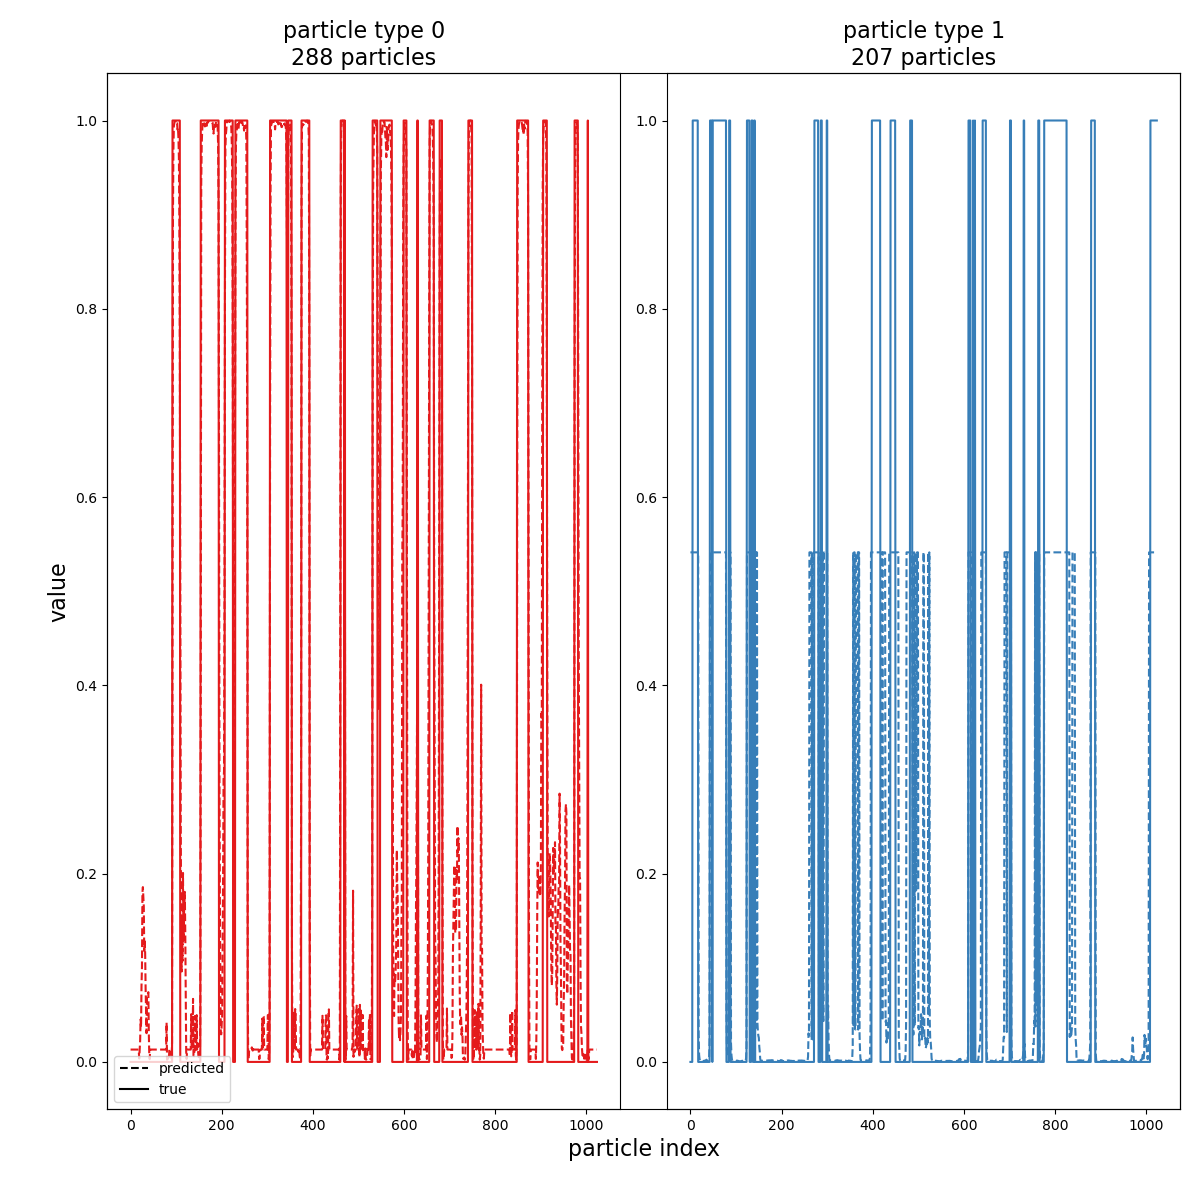 particle type 0
288 particles
particle type 1
207 particles
value
1.0
0.8
0.6
0.4
0.2
0.0
1.0
0.8
0.6
0.4
0.2
0.0
predicted
true
0 200 400 600 800 1000
0 200 400 600 800 1000
particle index